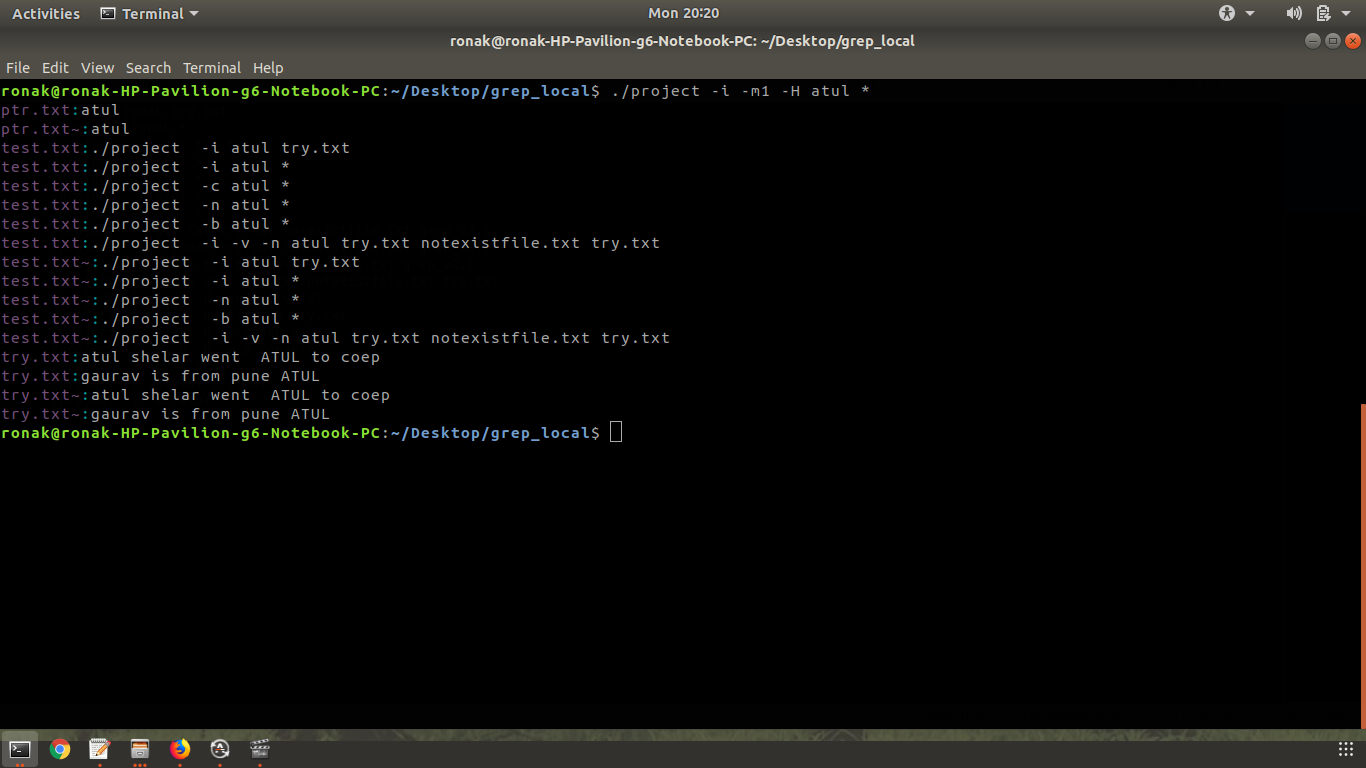 Activities Terminal Mon 20:20
ronak@ronak-HP-Pavilion-g6-Notebook-PC: ~/Desktop/grep_local
File Edit View Search Terminal Help
ronak@ronak-HP-Pavilion-g6-Notebook-PC:~/Desktop/grep_local$ ./project -i -m1 -H atul *
ptr.txt:atul
ptr.txt~:atul
test.txt:./project  -i atul try.txt
test.txt:./project  -i atul *
test.txt:./project  -c atul *
test.txt:./project  -n atul *
test.txt:./project  -b atul *
test.txt:./project  -i -v -n atul try.txt notexistfile.txt try.txt
test.txt~:./project  -i atul try.txt
test.txt~:./project  -i atul *
test.txt~:./project  -n atul *
test.txt~:./project  -b atul *
test.txt~:./project  -i -v -n atul try.txt notexistfile.txt try.txt
try.txt:atul shelar went  ATUL to coep
try.txt:gaurav is from pune ATUL
try.txt~:atul shelar went  ATUL to coep
try.txt~:gaurav is from pune ATUL
ronak@ronak-HP-Pavilion-g6-Notebook-PC:~/Desktop/grep_local$